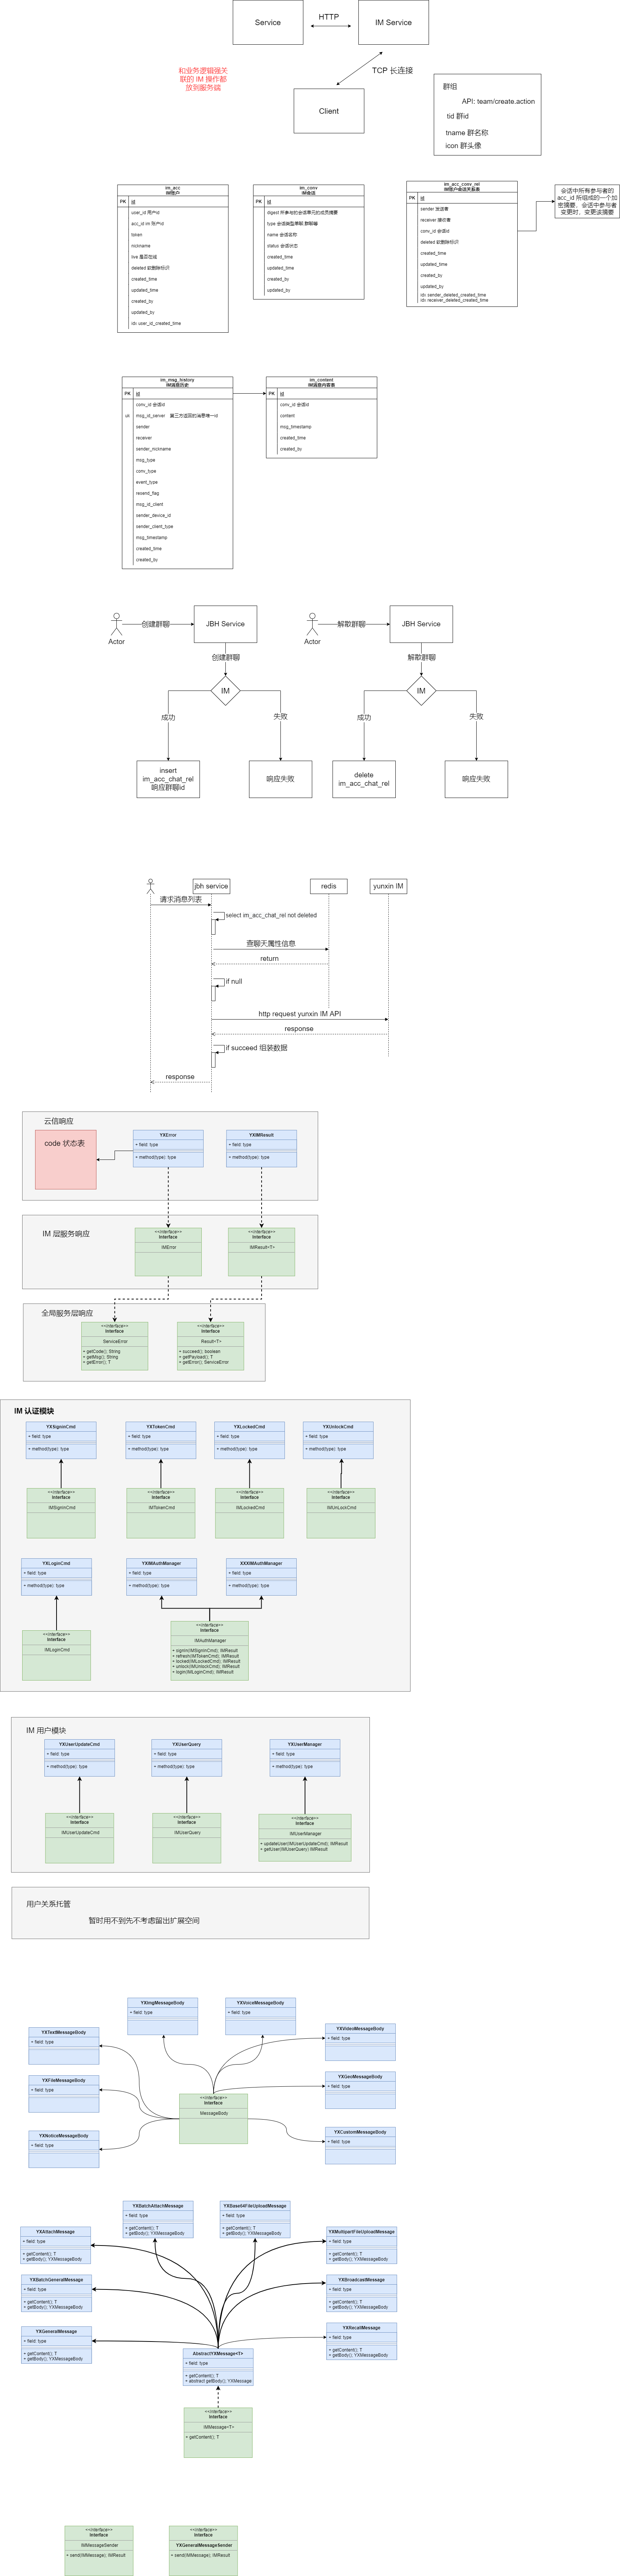 Service
HTTP
IM Service
和业务逻辑强关
联的 IM 操作都
放到服务端
TCP 长连接
Client
群组
API: team/create.action
tid 群id
tname 群名称
icon 群头像
im_acc
IM账户
PK
user_id 用户id
acc_id im 账户id
token
nickname
live 是否在线
deleted 软删除标识
created_time
updated_time
created_by
updated_by
idx user_id_created_time
im_conv
IM会话
PK
digest 所参与的会话单元的成员摘要
type 会话类型单聊,群聊等
name 会话名称
status 会话状态
created_time
updated_time
created_by
updated_by
im_acc_conv_rel
IM账户会话关系表
PK
sender 发送者
receiver 接收者
conv_id 会话id
deleted 软删除标识
created_time
updated_time
created_by
updated_by
idx sender_deleted_created_time
idx receiver_deleted_created_time
会话中所有参与者的
acc_id 所组成的一个加
密摘要，会话中参与者
变更时，变更该摘要
im_msg_history
IM消息历史
PK
conv_id 会话id
uk
msg_id_server 第三方返回的消息唯一id
sender
receiver
sender_nickname
msg_type
conv_type
event_type
resend_flag
msg_id_client
sender_device_id
sender_client_type
msg_timestamp
created_time
created_by
im_content
IM消息内容表
PK
conv_id 会话id
content
msg_timestamp
created_time
created_by
Actor
创建群聊
JBH Service
创建群聊
IM
成功
失败
insert
im_acc_chat_rel
响应群聊id
响应失败
Actor
解散群聊
JBH Service
解散群聊
IM
成功
失败
delete
im_acc_chat_rel
响应失败
jbh service
redis
yunxin IM
请求消息列表
select im_acc_chat_rel not deleted
查聊天属性信息
return
if null
http request yunxin IM API
response
if succeed 组装数据
response
云信响应
code 状态表
YXError
+ field: type
+ method(type): type
YXIMResult
+ field: type
+ method(type): type
IM 层服务响应
<<interface>>
Interface
IMError
<<interface>>
Interface
IMResult<T>
全局服务层响应
<<interface>>
Interface
ServiceError
+ getCode(); String
+ getMsg(); String
+ getError(); T
<<interface>>
Interface
Result<T>
+ succeed(); boolean
+ getPayload(); T
+ getError(); ServiceError
IM 认证模块
YXSigninCmd
+ field: type
+ method(type): type
YXTokenCmd
+ field: type
+ method(type): type
YXLockedCmd
+ field: type
+ method(type): type
YXUnlockCmd
+ field: type
+ method(type): type
<<interface>>
Interface
IMSigninCmd
<<interface>>
Interface
IMTokenCmd
<<interface>>
Interface
IMLockedCmd
<<interface>>
Interface
IMUnLockCmd
YXLoginCmd
+ field: type
+ method(type): type
YXIMAuthManager
+ field: type
+ method(type): type
XXXIMAuthManager
+ field: type
+ method(type): type
<<interface>>
Interface
IMLoginCmd
<<interface>>
Interface
IMAuthManager
+ signin(IMSigninCmd); IMResult
+ refresh(IMTokenCmd); IMResult
+ locked(IMLockedCmd); IMResult
+ unlock(IMUnlockCmd); IMResult
+ login(IMLoginCmd); IMResult
IM 用户模块
YXUserUpdateCmd
+ field: type
+ method(type): type
YXUserQuery
+ field: type
+ method(type): type
YXUserManager
+ field: type
+ method(type): type
<<interface>>
Interface
IMUserUpdateCmd
<<interface>>
Interface
IMUserQuery
<<interface>>
Interface
IMUserManager
+ updateUser(IMUserUpdateCmd); IMResult
+ getUser(IMUserQuery) IMResult
用户关系托管
暂时用不到先不考虑留出扩展空间
YXImgMessageBody
+ field: type
YXVoiceMessageBody
+ field: type
YXTextMessageBody
+ field: type
YXVideoMessageBody
+ field: type
YXFileMessageBody
+ field: type
YXGeoMessageBody
+ field: type
<<interface>>
Interface
IMessageBody
YXNoticeMessageBody
+ field: type
YXCustomMessageBody
+ field: type
YXBatchAttachMessage
+ field: type
+ getContent(); T
+ getBody(); YXMessageBody
YXBase64FileUploadMessage
+ field: type
+ getContent(); T
+ getBody(); YXMessageBody
YXAttachMessage
+ field: type
+ getContent(); T
+ getBody(); YXMessageBody
YXMultipartFileUploadMessage
+ field: type
+ getContent(); T
+ getBody(); YXMessageBody
YXBatchGeneralMessage
+ field: type
+ getContent(); T
+ getBody(); YXMessageBody
YXBroadcastMessage
+ field: type
+ getContent(); T
+ getBody(); YXMessageBody
YXGeneralMessage
+ field: type
+ getContent(); T
+ getBody(); YXMessageBody
YXRecallMessage
+ field: type
+ getContent(); T
+ getBody(); YXMessageBody
AbstractYXMessage<T>
+ field: type
+ getContent(); T
+ abstract getBody(); YXMessage
<<interface>>
Interface
IMMessage<T>
+ getContent(); T
<<interface>>
Interface
IMMessageSender
+ send(IMMessage); IMResult
<<interface>>
Interface
YXGeneralMessageSender
+ send(IMMessage); IMResult